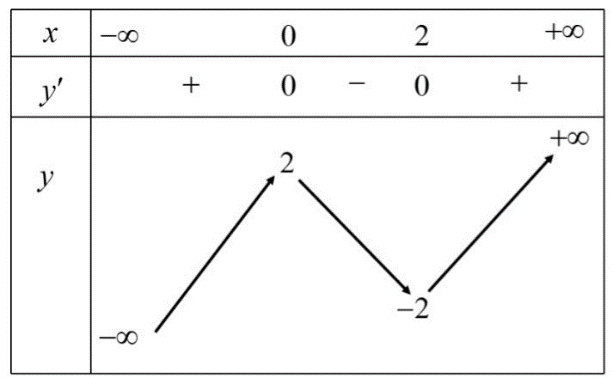 x −∞ 0 2 +∞
y′ + 0 − 0 +
+∞
2
y
−2
−∞